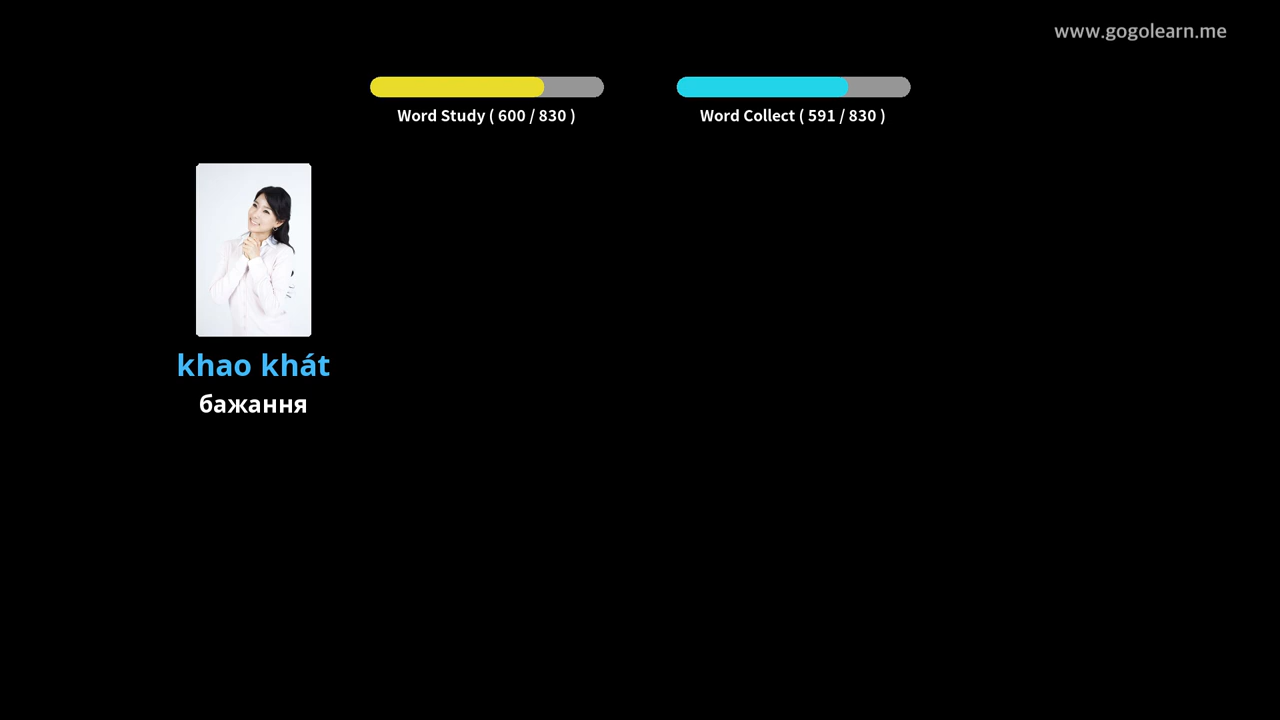 www.gogolearn.me
Word Study ( 600 / 830 )
Word Collect ( 591 / 830 )
khao khát
бажання